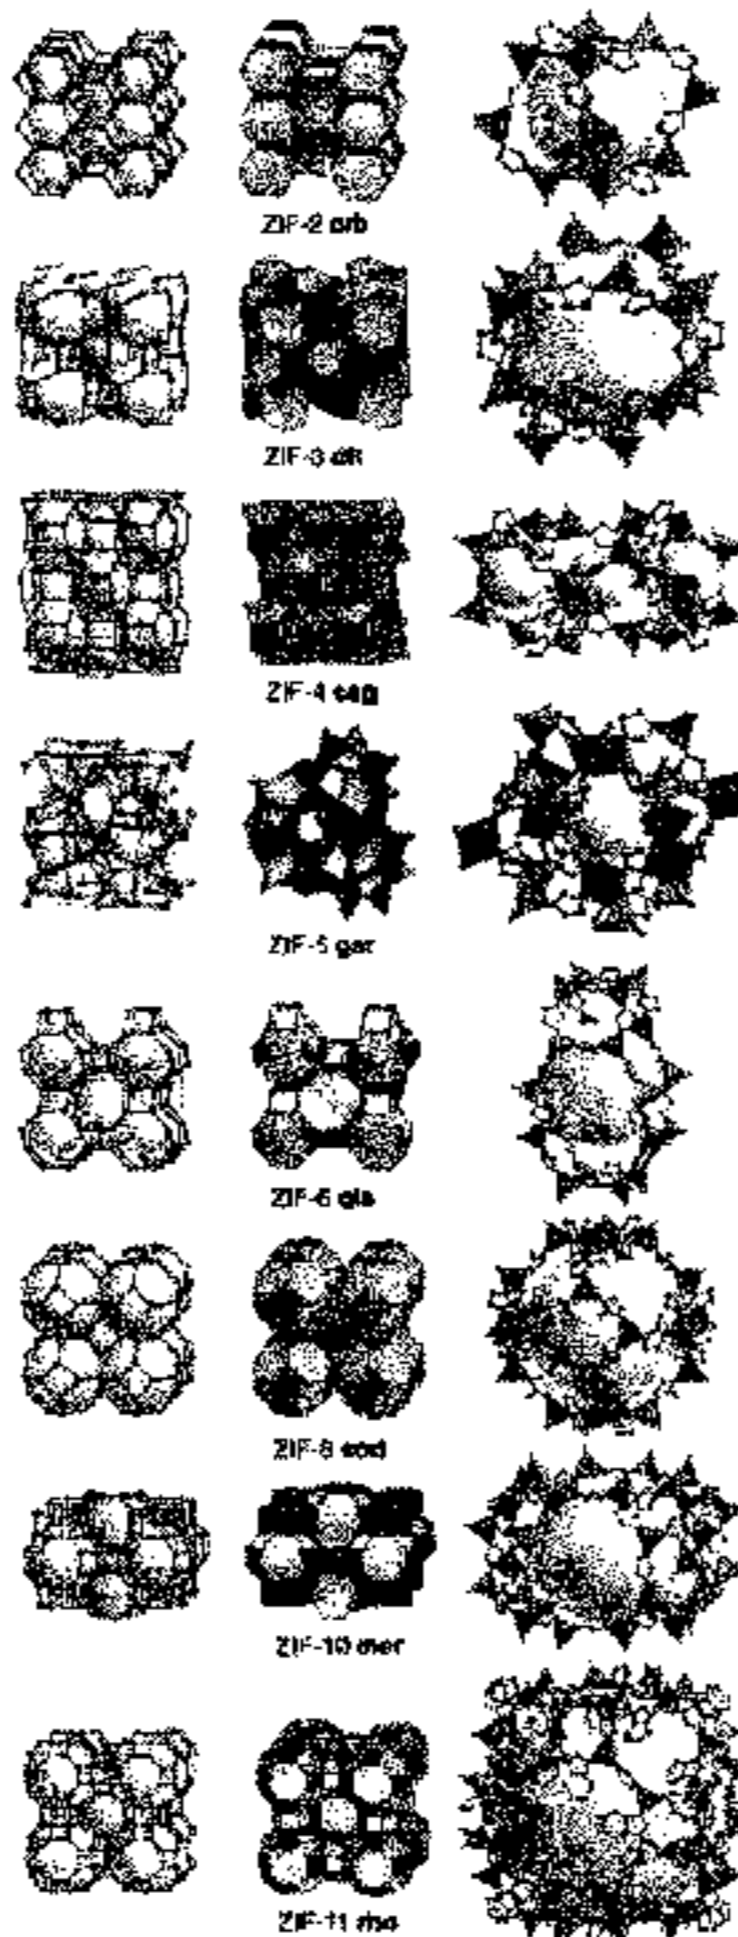 ZIF-2 crb
ZIF-3 dft
ZIF-4 cag
ZIF-5 gar
ZIF-6 gis
ZIF-8 sod
ZIF-10 mer
ZIF-11 rho